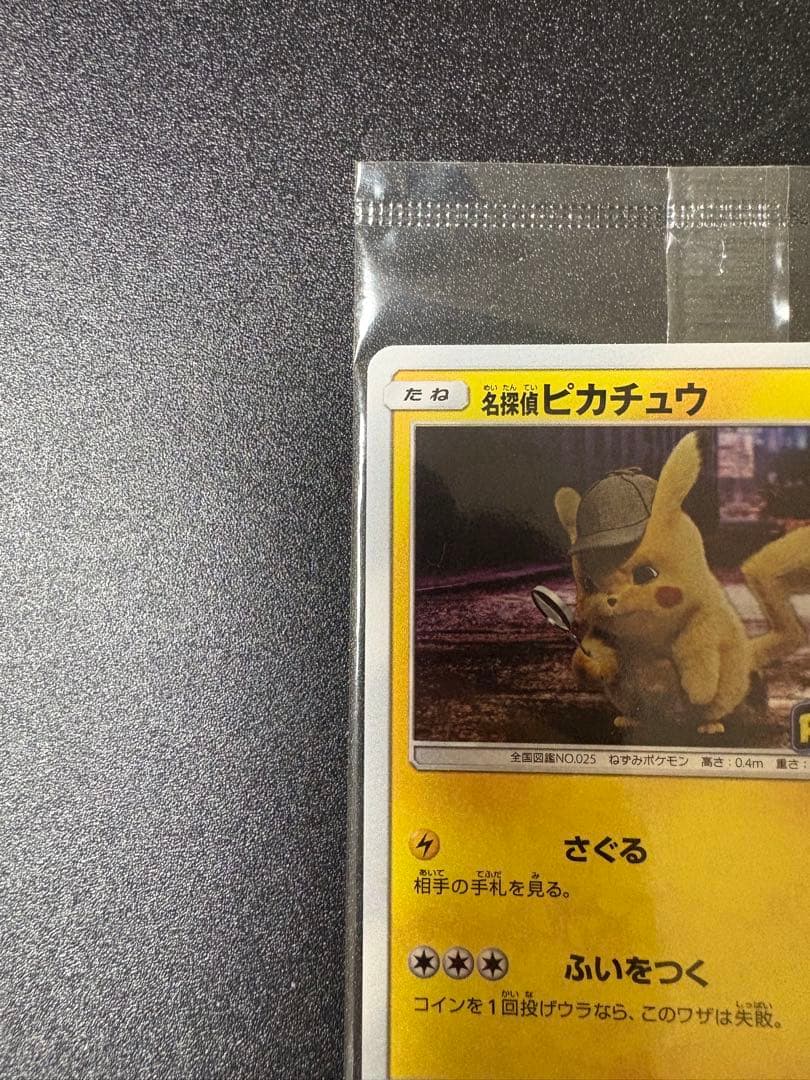 たね
めいたんてい
名探偵ピカチュウ
全国図鑑NO.025 ねずみポケモン 高さ:0.4m 重さ:
さぐる
あいて てふだ み
相手の手札を見る。
ふいをつく
かいな しっぱい
コインを1回投げウラなら、このワザは失敗。